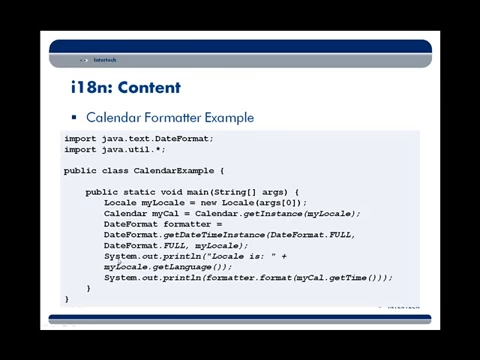 Intertech
i18n: Content
▪ Calendar Formatter Example
import java.text.DateFormat;
import java.util.*;
public class CalendarExample {
public static void main(String[] args) {
Locale myLocale = new Locale(args[0]);
Calendar myCal = Calendar.getInstance(myLocale);
DateFormat formatter =
DateFormat.getDateTimeInstance(DateFormat.FULL,
DateFormat.FULL, myLocale);
System.out.println("Locale is: " +
myLocale.getLanguage());
System.out.println(formatter.format(myCal.getTime()));
}
}